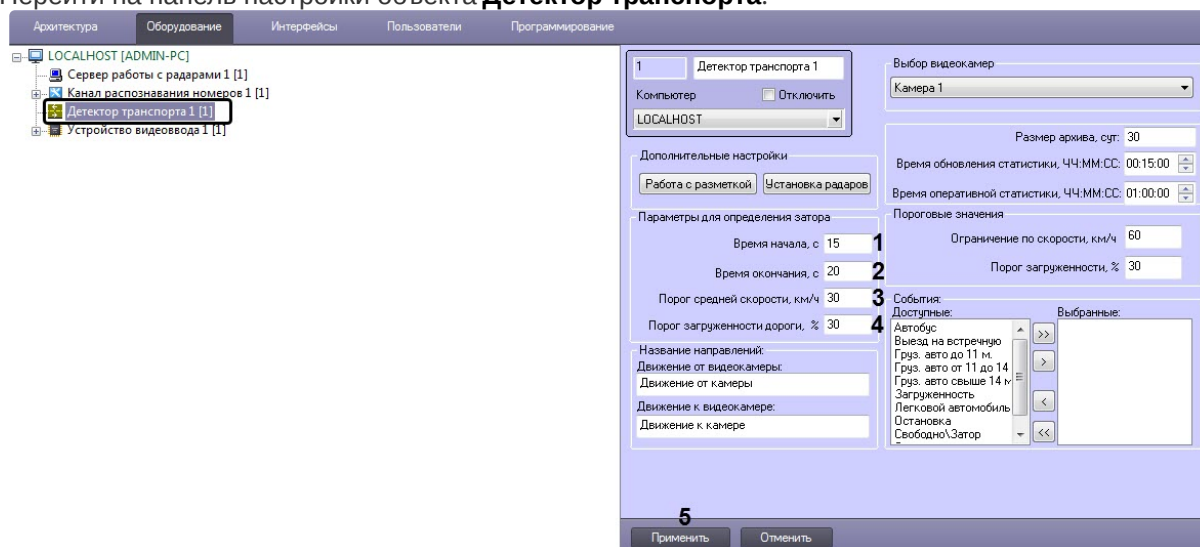 Перейти на панель настройки объекта Детектор транспорта.
Архитектура Оборудование Интерфейсы Пользователи Программирование
LOCALHOST [ADMIN-PC]
Сервер работы с радарами 1 [1]
Канал распознавания номеров 1 [1]
Детектор транспорта 1 [1]
Устройство видеоввода 1 [1]
1 Детектор транспорта 1
Компьютер Отключить
LOCALHOST
Дополнительные настройки
Работа с разметкой Установка радаров
Параметры для определения затора
Время начала, с 15 1
Время окончания, с 20 2
Порог средней скорости, км/ч 30 3
Порог загруженности дороги, % 30 4
Название направлений:
Движение от видеокамеры:
Движение от камеры
Движение к видеокамере:
Движение к камере
Выбор видеокамер
Камера 1
Размер архива, сут: 30
Время обновления статистики, ЧЧ:ММ:СС: 00:15:00
Время оперативной статистики, ЧЧ:ММ:СС: 01:00:00
Пороговые значения
Ограничение по скорости, км/ч 60
Порог загруженности, % 30
События:
Доступные: Выбранные:
Автобус
Выезд на встречную
Груз. авто до 11 м.
Груз. авто от 11 до 14
Груз. авто свыше 14 м
Загруженность
Легковой автомобиль
Остановка
Свободно\Затор
>>
>
<
<<
5
Применить Отменить